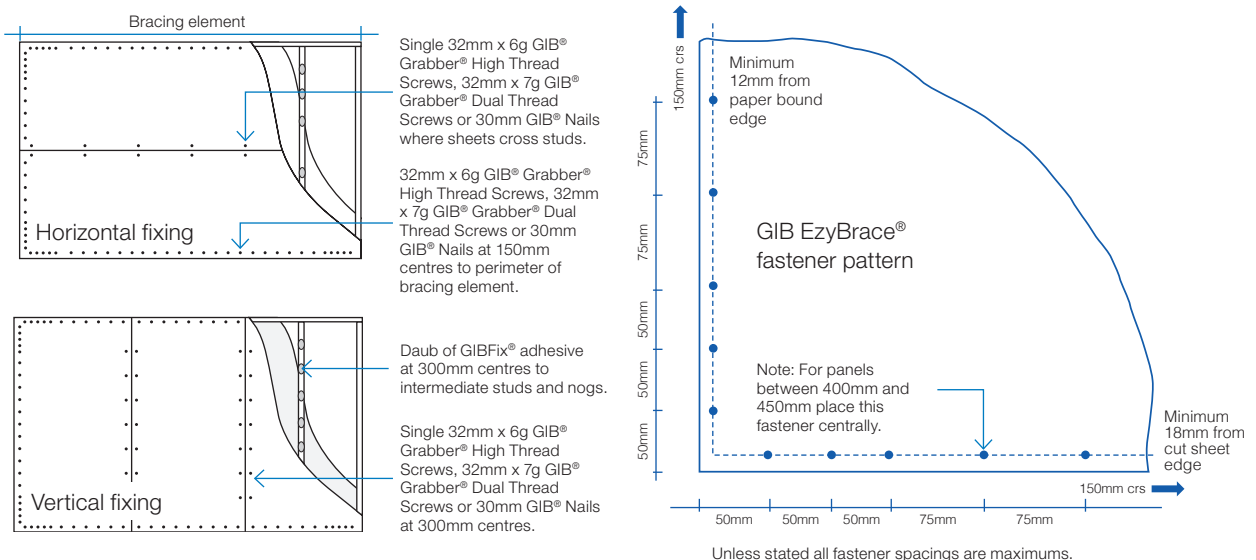 Bracing element
Single 32mm x 6g GIB®
Grabber® High Thread
Screws, 32mm x 7g GIB®
Grabber® Dual Thread
Screws or 30mm GIB® Nails
where sheets cross studs.
32mm x 6g GIB® Grabber®
High Thread Screws, 32mm
x 7g GIB® Grabber® Dual
Thread Screws or 30mm
GIB® Nails at 150mm
centres to perimeter of
bracing element.
Horizontal fixing
Daub of GIBFix® adhesive
at 300mm centres to
intermediate studs and nogs.
Single 32mm x 6g GIB®
Grabber® High Thread
Screws, 32mm x 7g GIB®
Grabber® Dual Thread
Screws or 30mm GIB® Nails
at 300mm centres.
Vertical fixing
150mm crs
Minimum
12mm from
paper bound
edge
75mm
75mm
50mm
50mm
50mm
GIB EzyBrace®
fastener pattern
Note: For panels
between 400mm and
450mm place this
fastener centrally.
Minimum
18mm from
cut sheet
edge
150mm crs
50mm
50mm
50mm
75mm
75mm
Unless stated all fastener spacings are maximums.